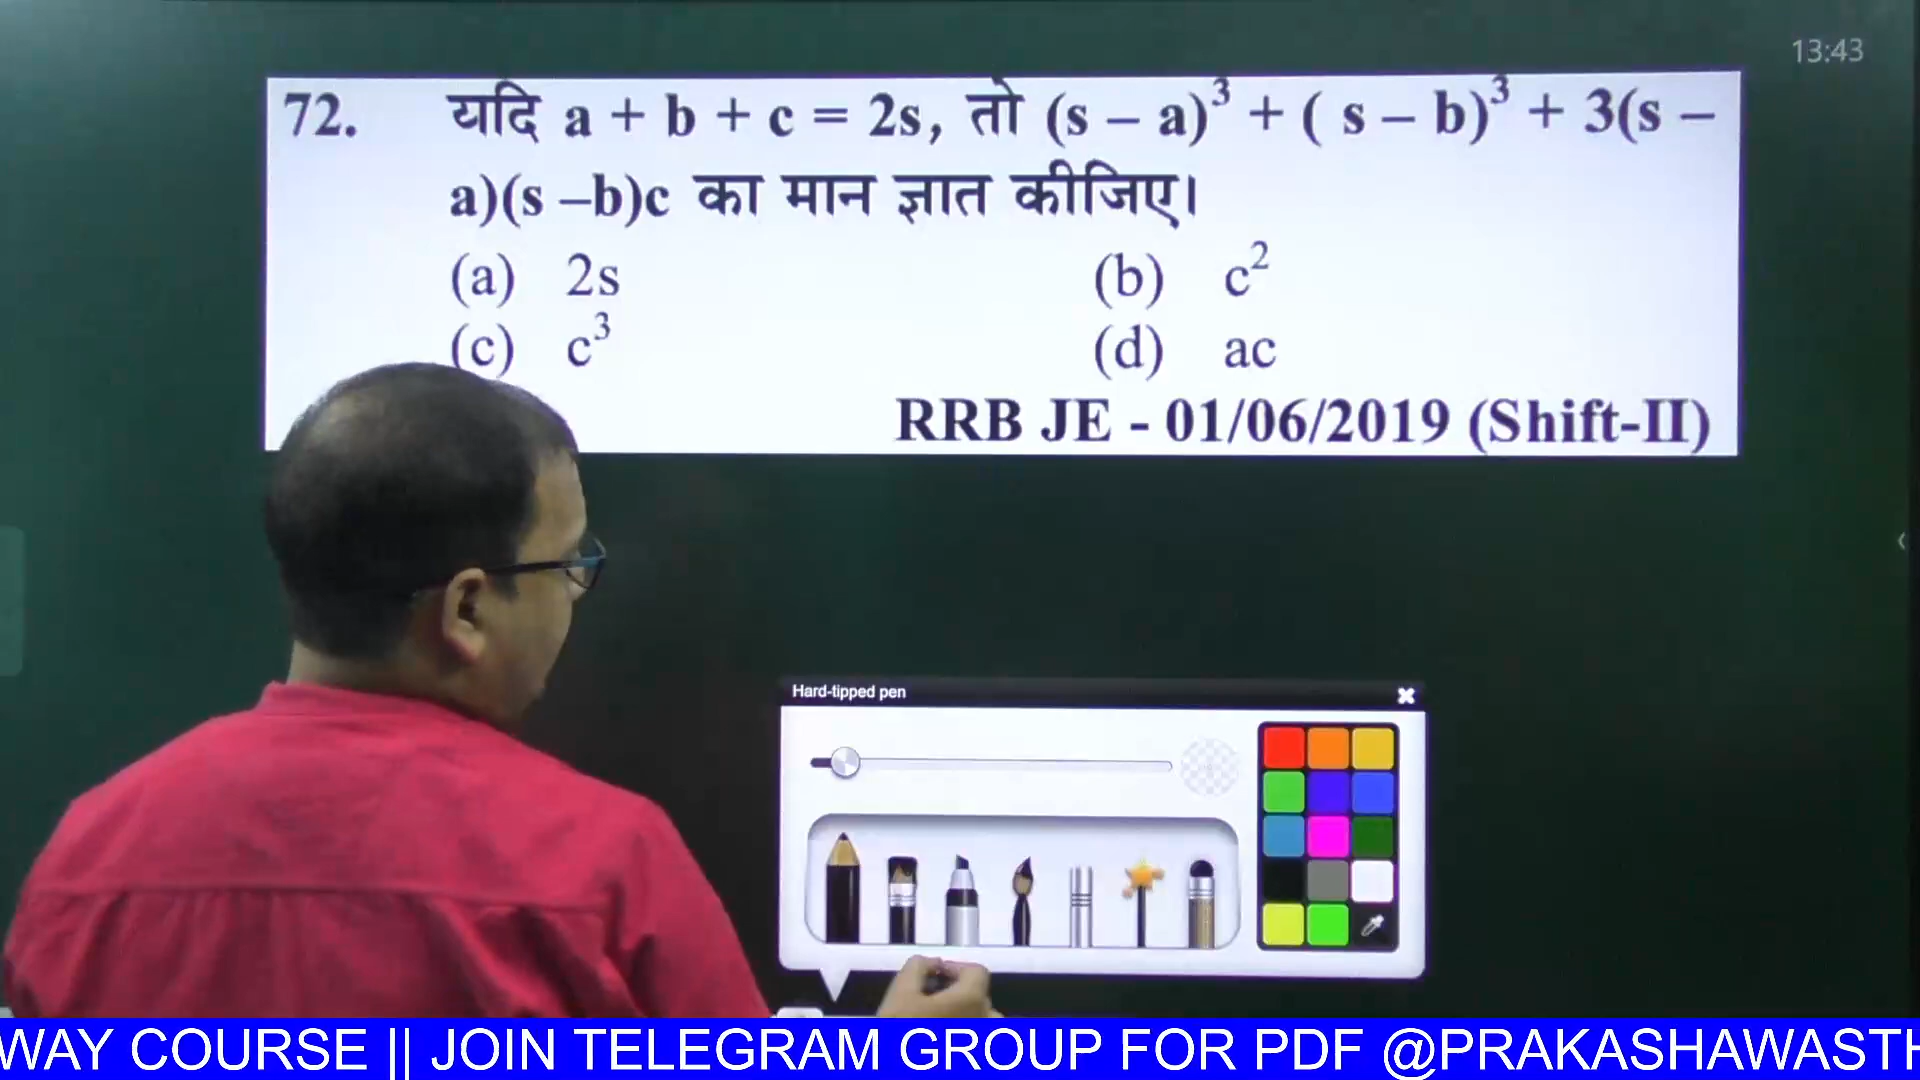 13:43
72. यदि a + b + c = 2s, तो (s – a)³ + ( s – b)³ + 3(s –
a)(s –b)c का मान ज्ञात कीजिए।
(a) 2s (b) c²
(c) c³ (d) ac
RRB JE - 01/06/2019 (Shift-II)
Hard-tipped pen
WAY COURSE || JOIN TELEGRAM GROUP FOR PDF @PRAKASHAWASTH